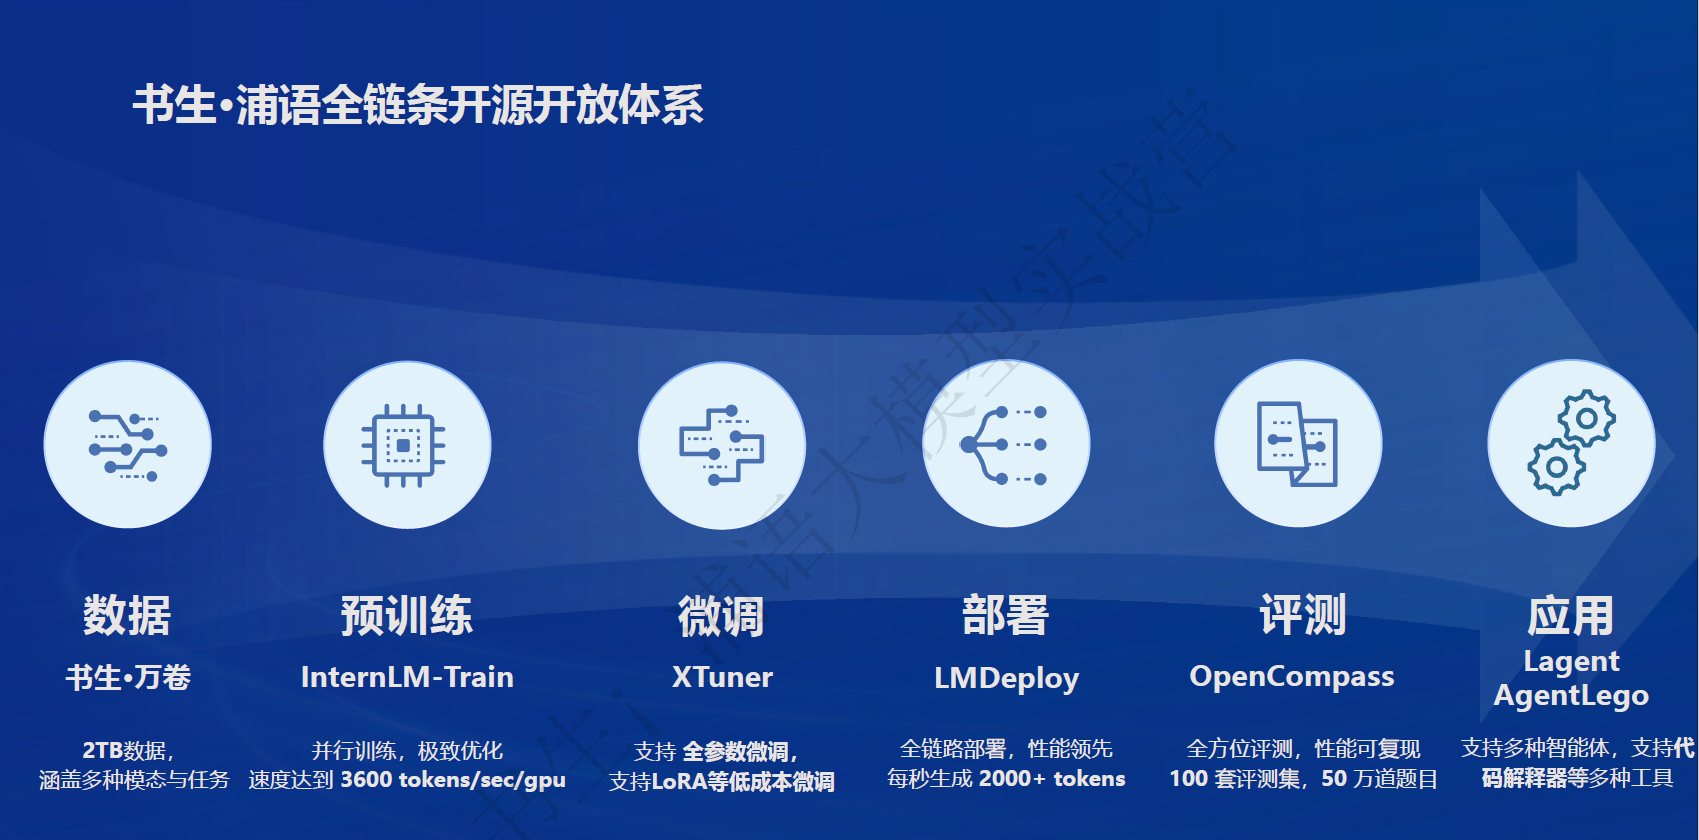 书生·浦语全链条开源开放体系
数据
书生·万卷
2TB数据，
涵盖多种模态与任务
预训练
InternLM-Train
并行训练，极致优化
速度达到 3600 tokens/sec/gpu
微调
XTuner
支持 全参数微调，
支持LoRA等低成本微调
部署
LMDeploy
全链路部署，性能领先
每秒生成 2000+ tokens
评测
OpenCompass
全方位评测，性能可复现
100 套评测集，50 万道题目
应用
Lagent
AgentLego
支持多种智能体，支持代
码解释器等多种工具
书生；浦语大模型实战营